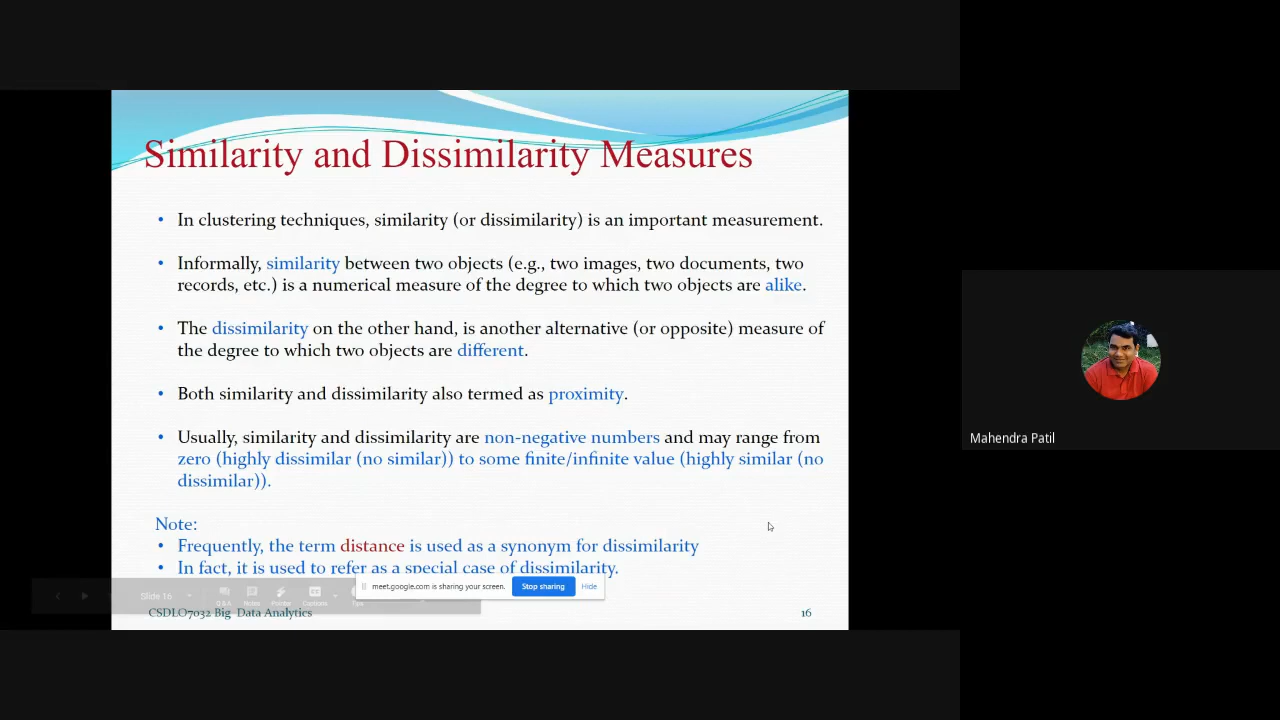 Similarity and Dissimilarity Measures
• In clustering techniques, similarity (or dissimilarity) is an important measurement.
• Informally, similarity between two objects (e.g., two images, two documents, two
records, etc.) is a numerical measure of the degree to which two objects are alike.
• The dissimilarity on the other hand, is another alternative (or opposite) measure of
the degree to which two objects are different.
• Both similarity and dissimilarity also termed as proximity.
• Usually, similarity and dissimilarity are non-negative numbers and may range from
zero (highly dissimilar (no similar)) to some finite/infinite value (highly similar (no
dissimilar)).
Note:
• Frequently, the term distance is used as a synonym for dissimilarity
• In fact, it is used to refer as a special case of dissimilarity.
meet.google.com is sharing your screen. Stop sharing Hide
Slide 16 Q&A Notes Pointer Captions Tips
CSDLO7032 Big Data Analytics 16
Mahendra Patil